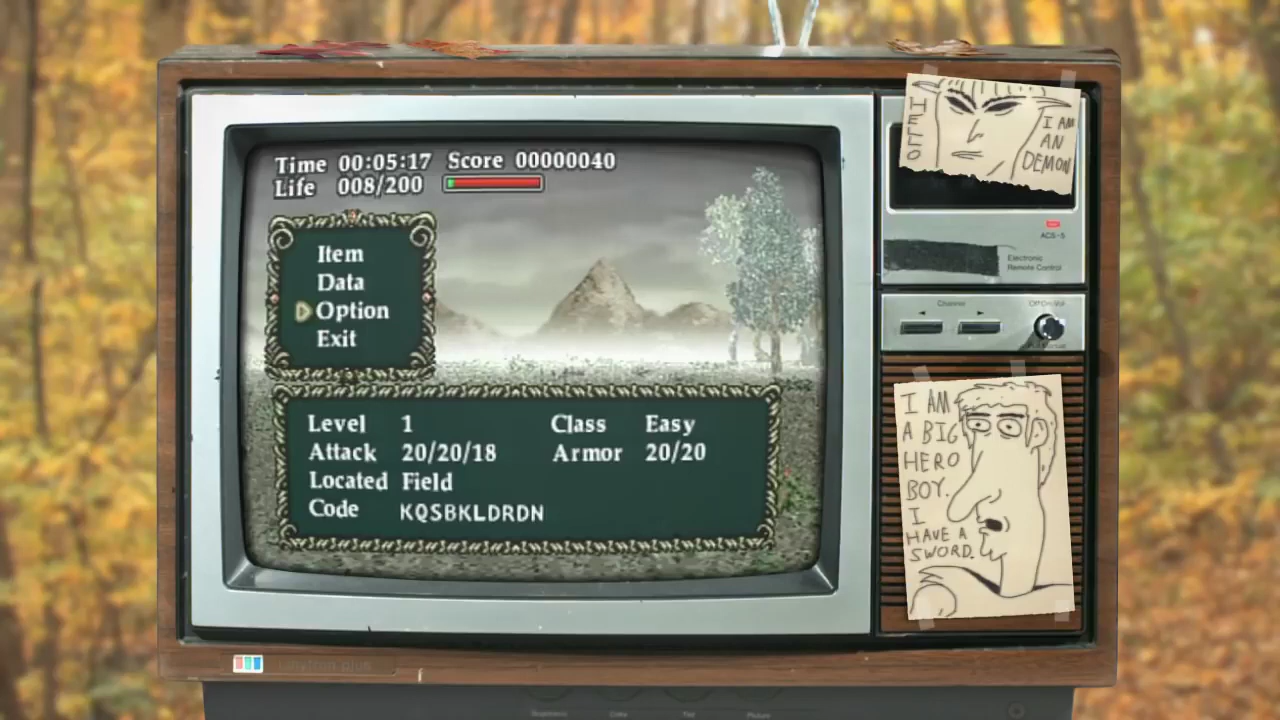 Time 00:05:17 Score 00000040
Life 008/200
Item
Data
Option
Exit
Level 1 Class Easy
Attack 20/20/18 Armor 20/20
Located Field
Code KQSBKLDRDN
HELLO
I AM
AN
DEMON
ACS-5
Electronic
Remote Control
Channel
I AM
A BIG
HERO
BOY.
I
HAVE A
SWORD.